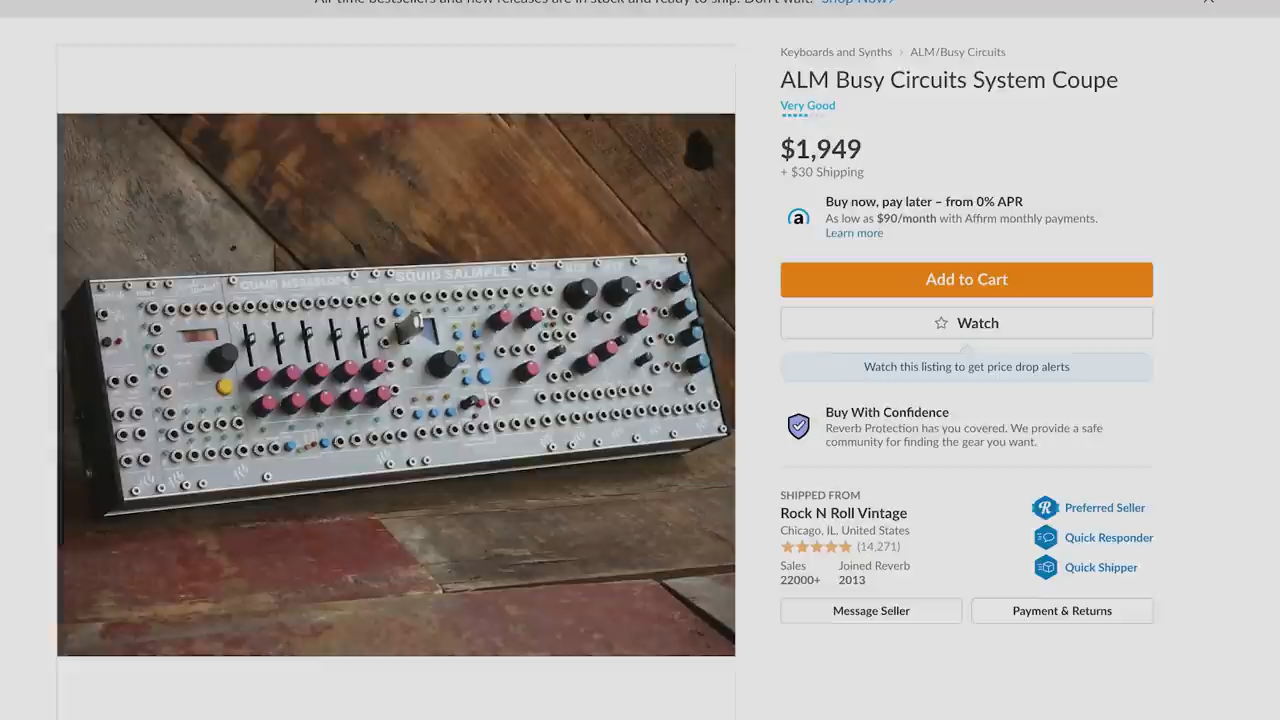 All-time bestsellers and new releases are in stock and ready to ship. Don't wait. Shop Now›
Keyboards and Synths › ALM/Busy Circuits
ALM Busy Circuits System Coupe
Very Good
$1,949
+ $30 Shipping
Buy now, pay later – from 0% APR
As low as $90/month with Affirm monthly payments.
Learn more
Add to Cart
Watch
Watch this listing to get price drop alerts
Buy With Confidence
Reverb Protection has you covered. We provide a safe
community for finding the gear you want.
SHIPPED FROM
Rock N Roll Vintage
Chicago, IL, United States
(14,271)
Sales
22000+
Joined Reverb
2013
Preferred Seller
Quick Responder
Quick Shipper
Message Seller
Payment & Returns
SQUID SALMPLE